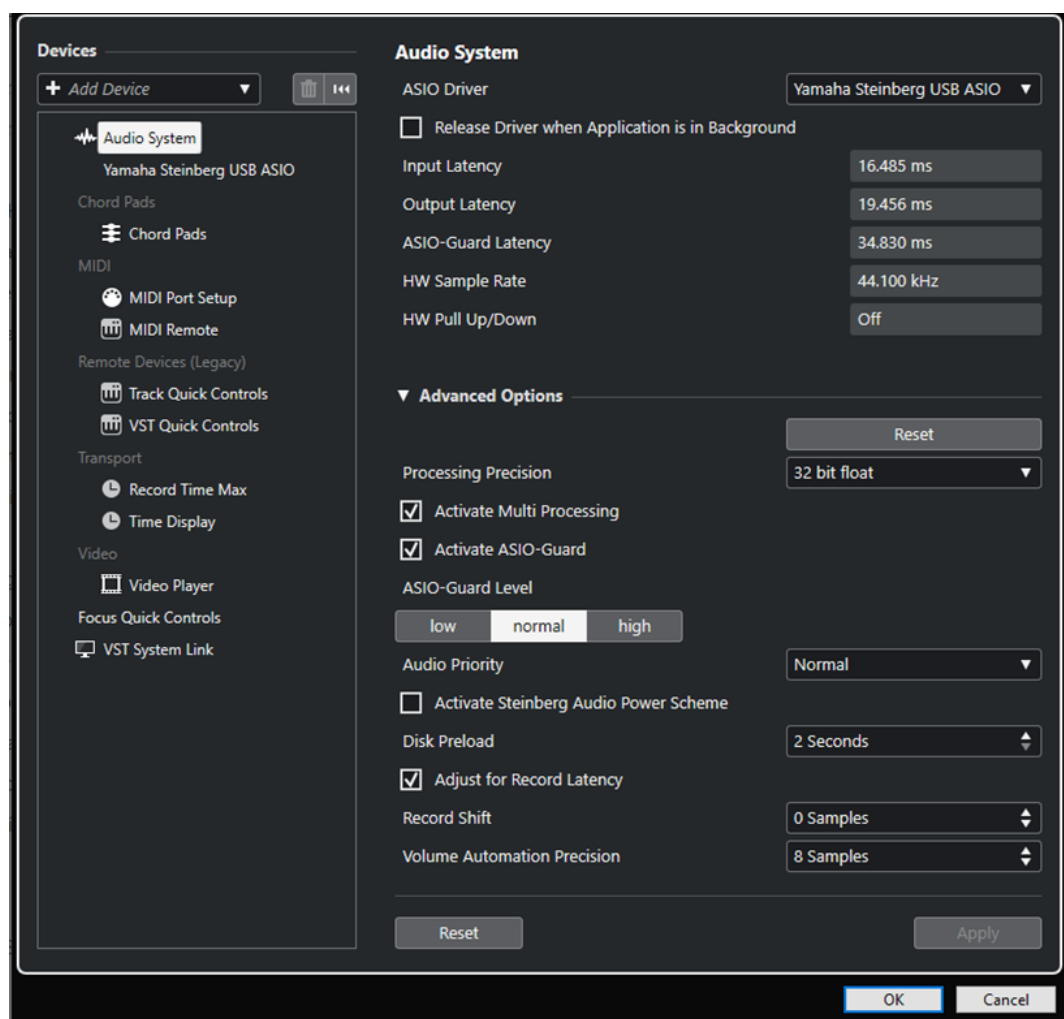 Devices
Add Device
Audio System
Yamaha Steinberg USB ASIO
Chord Pads
Chord Pads
MIDI
MIDI Port Setup
MIDI Remote
Remote Devices (Legacy)
Track Quick Controls
VST Quick Controls
Transport
Record Time Max
Time Display
Video
Video Player
Focus Quick Controls
VST System Link
Audio System
ASIO Driver Yamaha Steinberg USB ASIO
Release Driver when Application is in Background
Input Latency 16.485 ms
Output Latency 19.456 ms
ASIO-Guard Latency 34.830 ms
HW Sample Rate 44.100 kHz
HW Pull Up/Down Off
Advanced Options
Reset
Processing Precision 32 bit float
Activate Multi Processing
Activate ASIO-Guard
ASIO-Guard Level
low normal high
Audio Priority Normal
Activate Steinberg Audio Power Scheme
Disk Preload 2 Seconds
Adjust for Record Latency
Record Shift 0 Samples
Volume Automation Precision 8 Samples
Reset Apply
OK Cancel